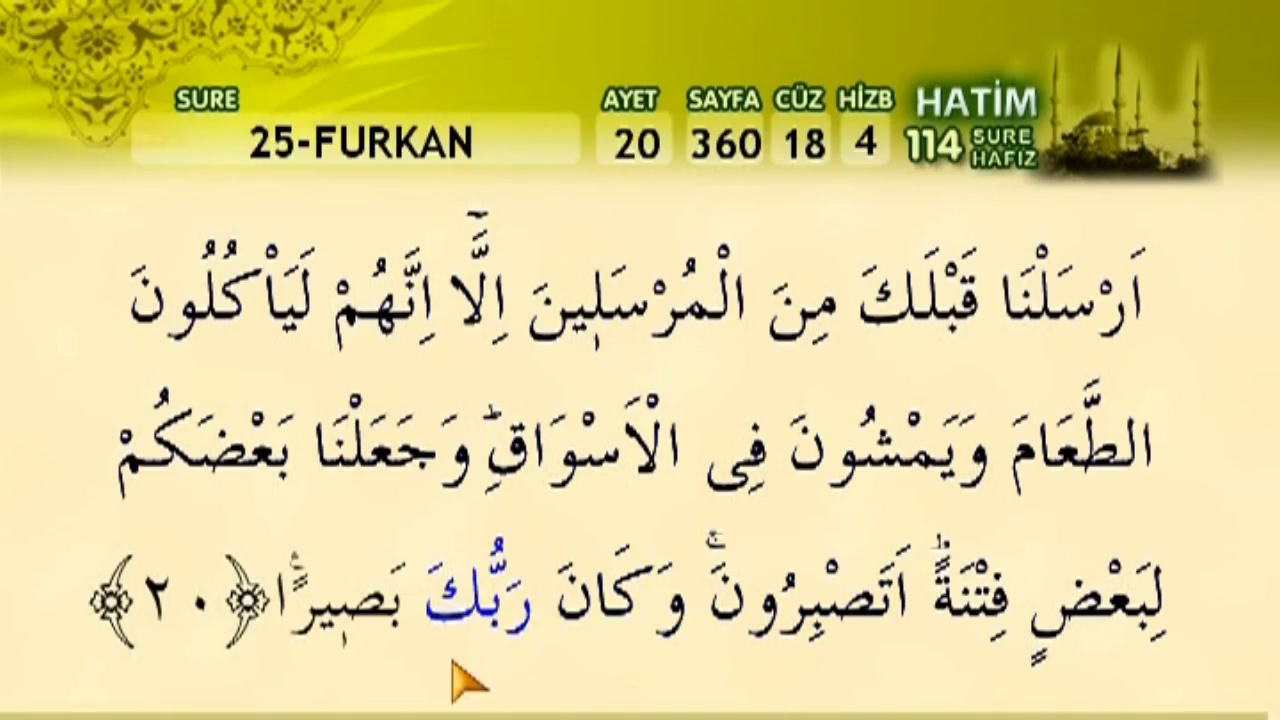 SURE AYET SAYFA CÜZ HİZB HATİM
25-FURKAN 20 360 18 4 114 SURE HAFIZ
اَرْسَلْنَا قَبْلَكَ مِنَ الْمُرْسَلٖينَ اِلَّٓا اِنَّهُمْ لَيَاْكُلُونَ
الطَّعَامَ وَيَمْشُونَ فِى الْاَسْوَاقِؕ وَجَعَلْنَا بَعْضَكُمْ
لِبَعْضٍ فِتْنَةًؕ اَتَصْبِرُونَۚ وَكَانَ رَبُّكَ بَصٖيرًاࣖ ﴿٢٠﴾